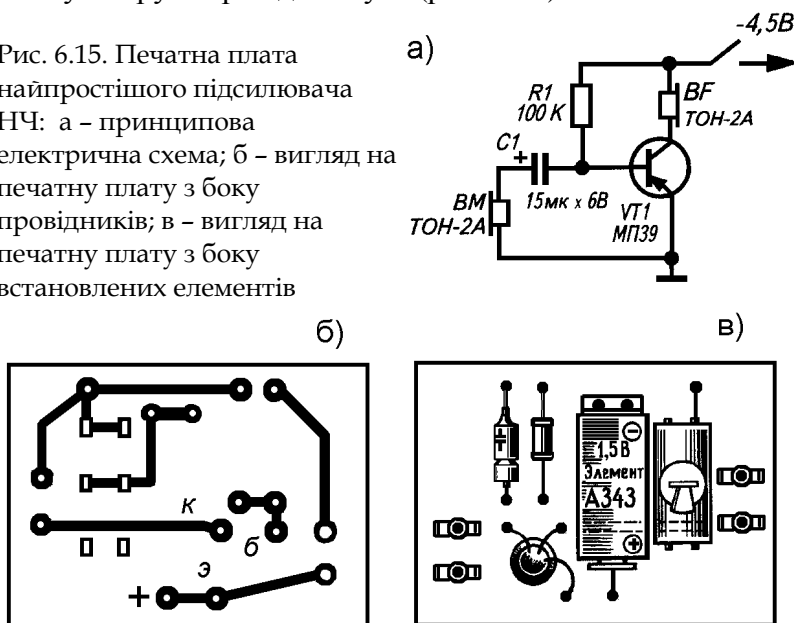 Рис. 6.15. Печатна плата
найпростішого підсилювача
НЧ: а – принципова
електрична схема; б – вигляд на
печатну плату з боку
провідників; в – вигляд на
печатну плату з боку
встановлених елементів
а)
-4,5В
R1
100 К
BF
ТОН-2А
C1
+
15мк х 6В
ВМ
ТОН-2А
VT1
МП39
б)
к
б
э
+
в)
1,5 В
Элемент
А343